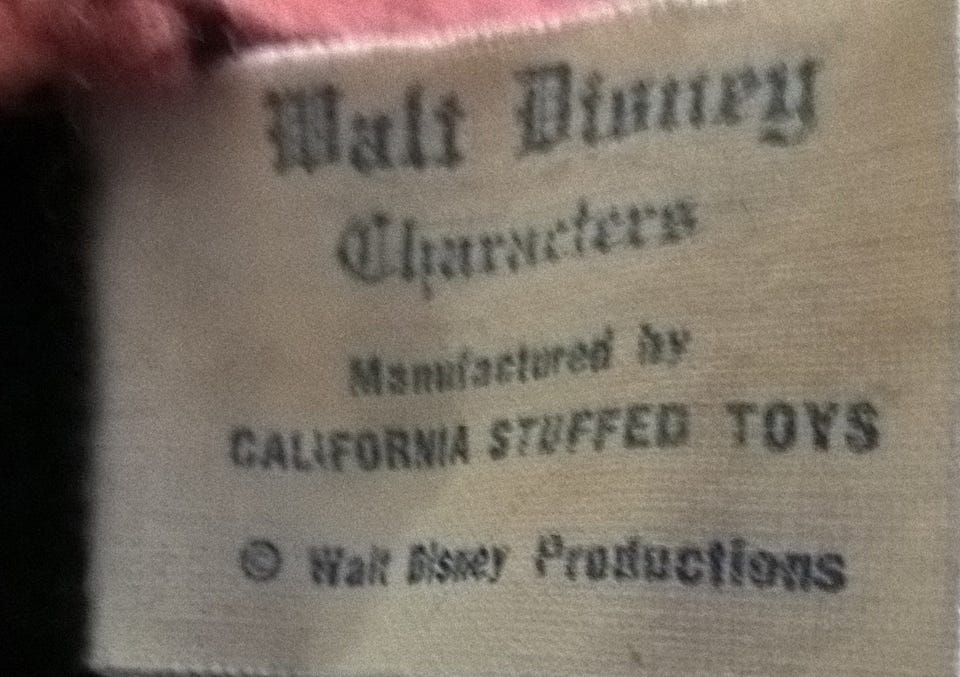 Walt Disney
Characters
Manufactured by
CALIFORNIA STUFFED TOYS
© Walt Disney Productions